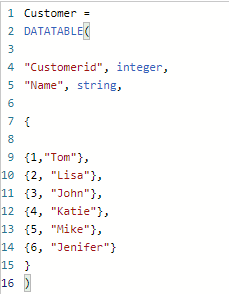 1 Customer =
2 DATATABLE(
3
4 "Customerid", integer,
5 "Name", string,
6
7 {
8
9 {1,"Tom"},
10 {2, "Lisa"},
11 {3, "John"},
12 {4, "Katie"},
13 {5, "Mike"},
14 {6, "Jenifer"}
15 }
16 )